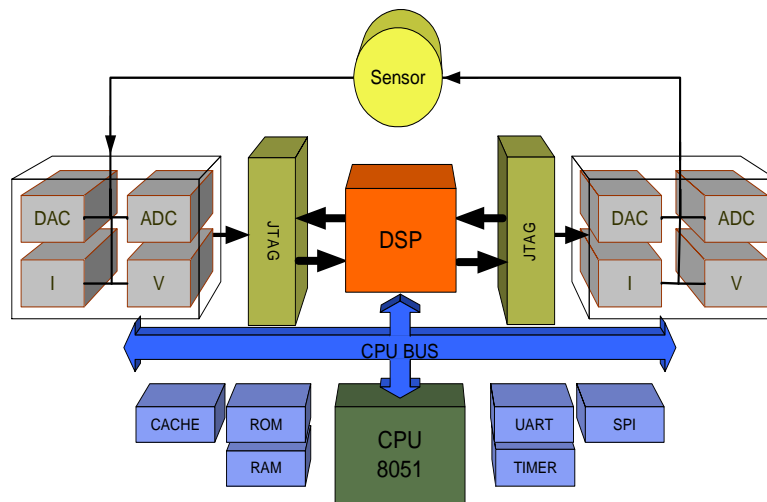 Sensor
DAC
ADC
I
V
JTAG
DSP
JTAG
DAC
ADC
I
V
CPU BUS
CACHE
ROM
RAM
CPU
8051
UART
SPI
TIMER